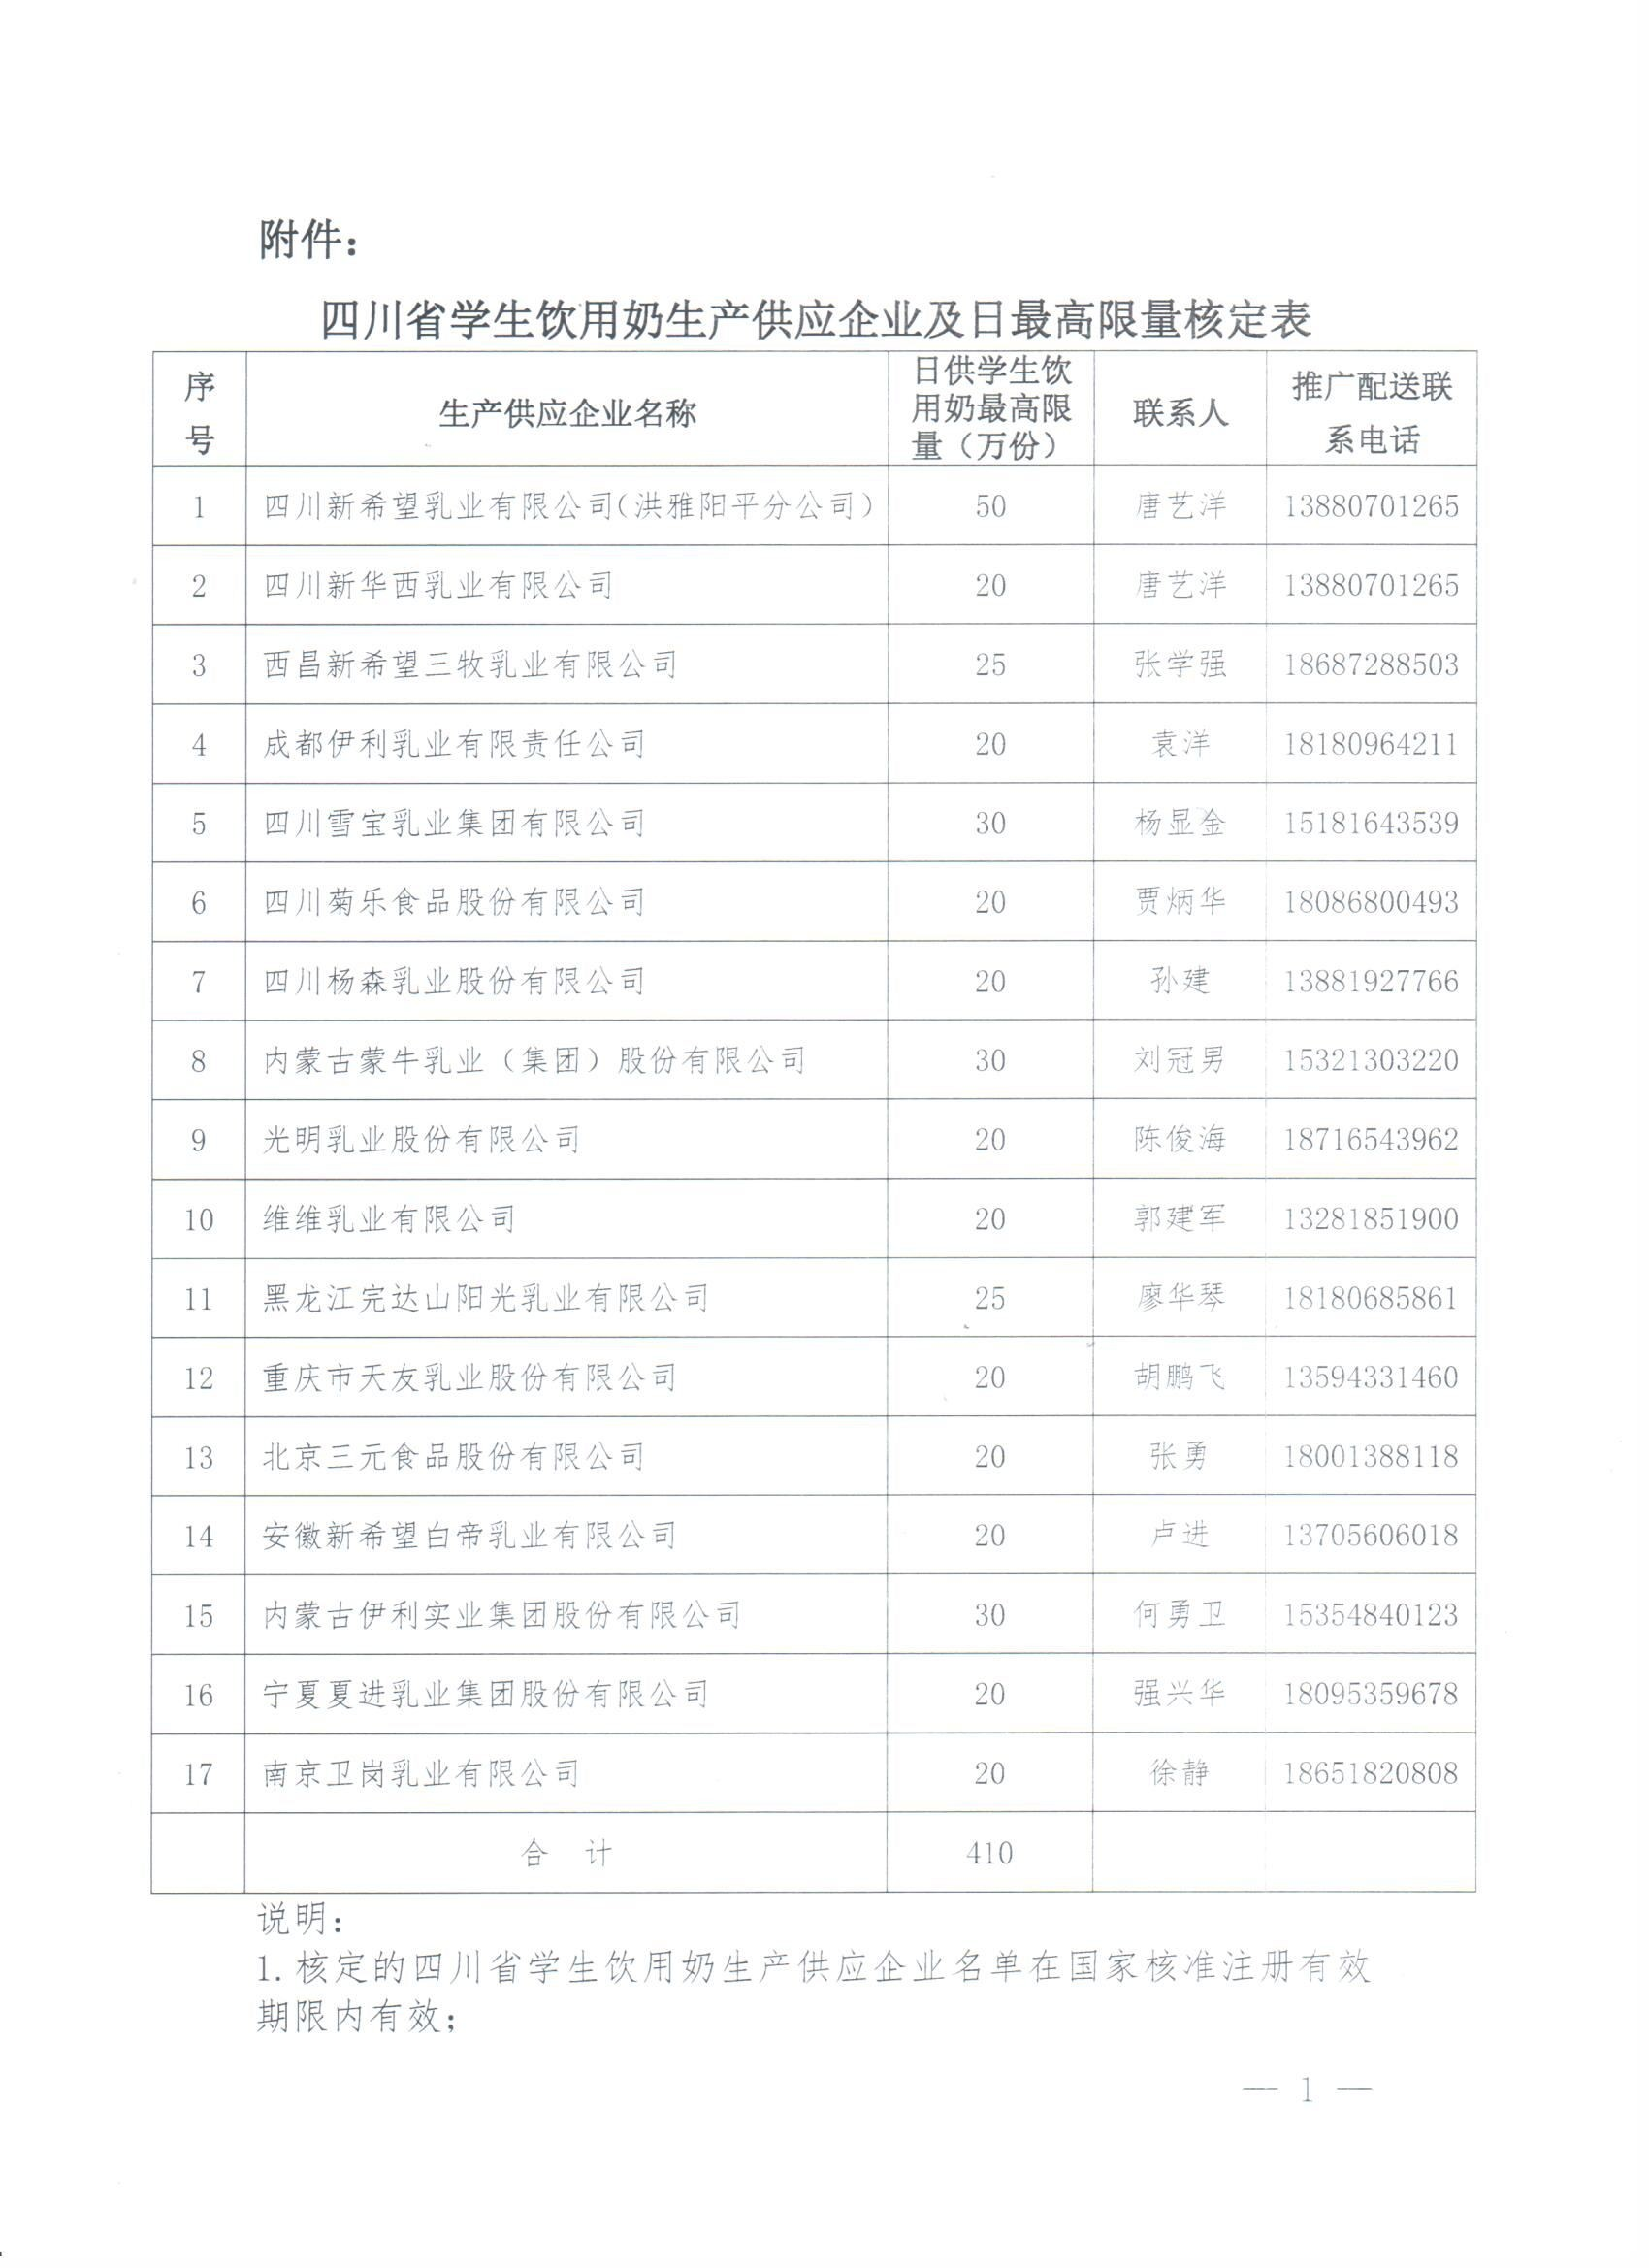 附件：
四川省学生饮用奶生产供应企业及日最高限量核定表
序号 生产供应企业名称 日供学生饮用奶最高限量（万份） 联系人 推广配送联系电话
1 四川新希望乳业有限公司（洪雅阳平分公司） 50 唐艺洋 13880701265
2 四川新华西乳业有限公司 20 唐艺洋 13880701265
3 西昌新希望三牧乳业有限公司 25 张学强 18687288503
4 成都伊利乳业有限责任公司 20 袁洋 18180964211
5 四川雪宝乳业集团有限公司 30 杨显金 15181643539
6 四川菊乐食品股份有限公司 20 贾炳华 18086800493
7 四川杨森乳业股份有限公司 20 孙建 13881927766
8 内蒙古蒙牛乳业（集团）股份有限公司 30 刘冠男 15321303220
9 光明乳业股份有限公司 20 陈俊海 18716543962
10 维维乳业有限公司 20 郭建军 13281851900
11 黑龙江完达山阳光乳业有限公司 25 廖华琴 18180685861
12 重庆市天友乳业股份有限公司 20 胡鹏飞 13594331460
13 北京三元食品股份有限公司 20 张勇 18001388118
14 安徽新希望白帝乳业有限公司 20 卢进 13705606018
15 内蒙古伊利实业集团股份有限公司 30 何勇卫 15354840123
16 宁夏夏进乳业集团股份有限公司 20 强兴华 18095359678
17 南京卫岗乳业有限公司 20 徐静 18651820808
合 计 410
说明：
1. 核定的四川省学生饮用奶生产供应企业名单在国家核准注册有效
期限内有效；
— 1 —